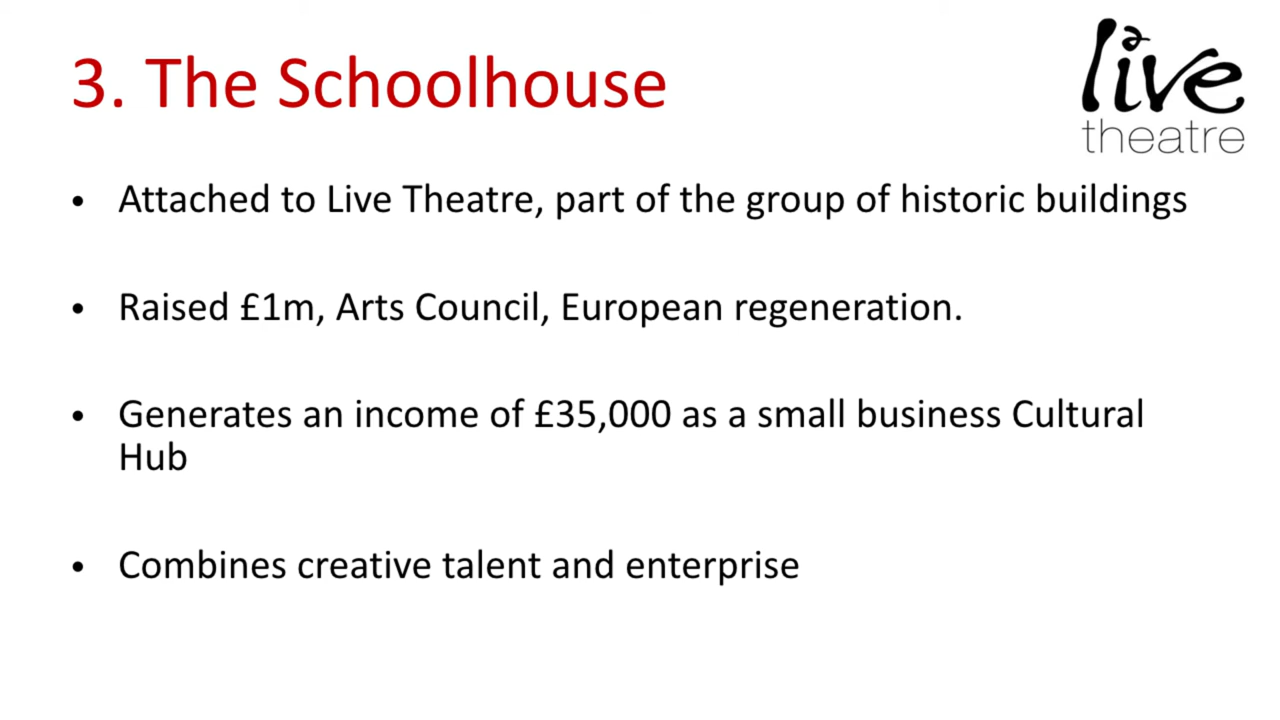 3. The Schoolhouse
live
theatre
• Attached to Live Theatre, part of the group of historic buildings
• Raised £1m, Arts Council, European regeneration.
• Generates an income of £35,000 as a small business Cultural
Hub
• Combines creative talent and enterprise